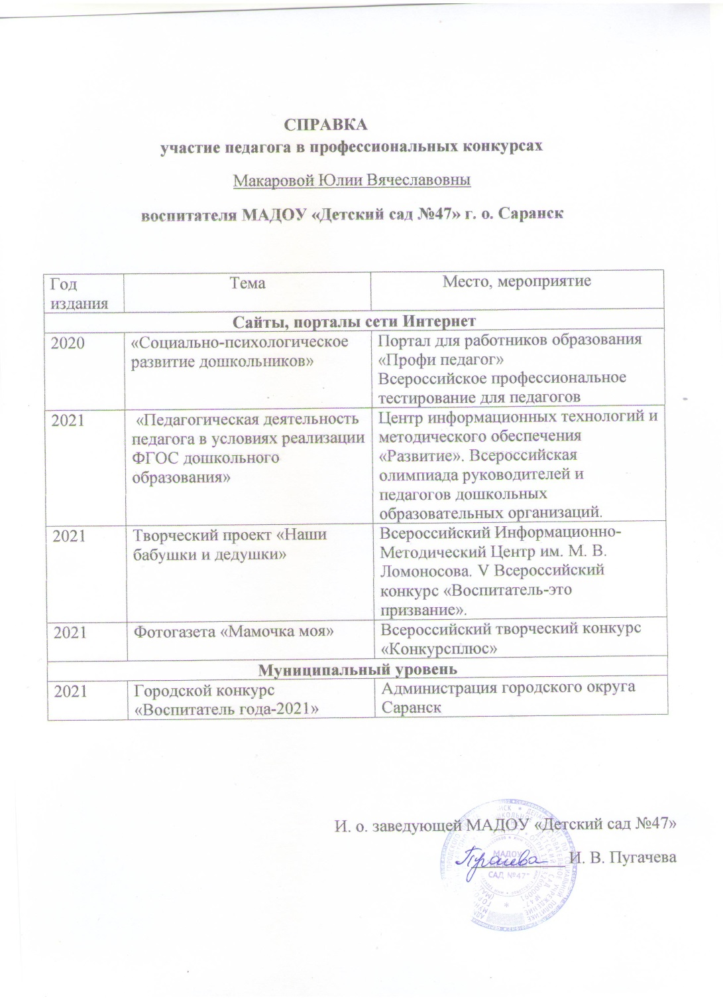 СПРАВКА
участие педагога в профессиональных конкурсах
Макаровой Юлии Вячеславовны
воспитателя МАДОУ «Детский сад №47» г. о. Саранск
Год издания
Тема
Место, мероприятие
Сайты, порталы сети Интернет
2020
«Социально-психологическое
развитие дошкольников»
Портал для работников образования
«Профи педагог»
Всероссийское профессиональное
тестирование для педагогов
2021
«Педагогическая деятельность
педагога в условиях реализации
ФГОС дошкольного
образования»
Центр информационных технологий и
методического обеспечения
«Развитие». Всероссийская
олимпиада руководителей и
педагогов дошкольных
образовательных организаций.
2021
Творческий проект «Наши
бабушки и дедушки»
Всероссийский Информационно-
Методический Центр им. М. В.
Ломоносова. V Всероссийский
конкурс «Воспитатель-это
призвание».
2021
Фотогазета «Мамочка моя»
Всероссийский творческий конкурс
«Конкурсплюс»
Муниципальный уровень
2021
Городской конкурс
«Воспитатель года-2021»
Администрация городского округа
Саранск
И. о. заведующей МАДОУ «Детский сад №47»
И. В. Пугачева
МАДОУ
САД №47"